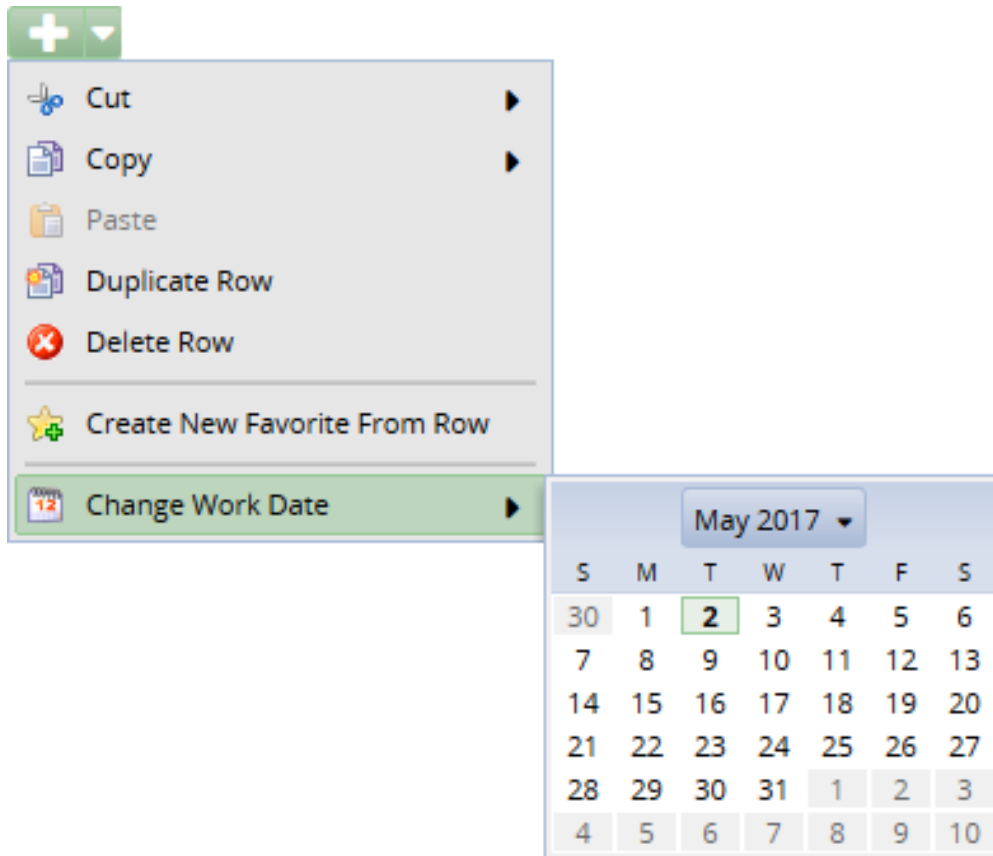 Cut
Copy
Paste
Duplicate Row
Delete Row
Create New Favorite From Row
12
Change Work Date
May 2017
S M T W T F S
30 1 2 3 4 5 6
7 8 9 10 11 12 13
14 15 16 17 18 19 20
21 22 23 24 25 26 27
28 29 30 31 1 2 3
4 5 6 7 8 9 10